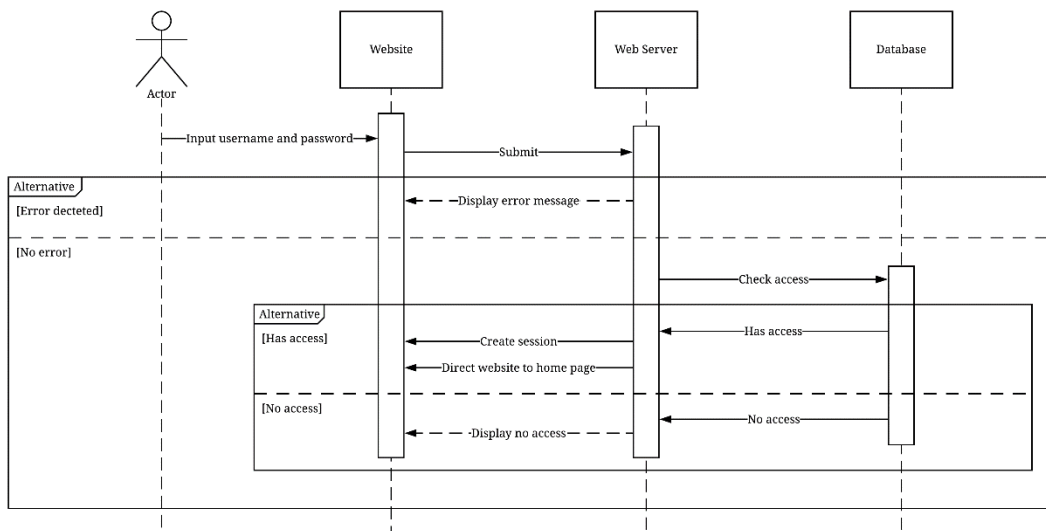 Website
Web Server
Database
Actor
Input username and password
Submit
Alternative
[Error decteted]
Display error message
[No error]
Check access
Alternative
[Has access]
Has access
Create session
Direct website to home page
[No access]
No access
Display no access